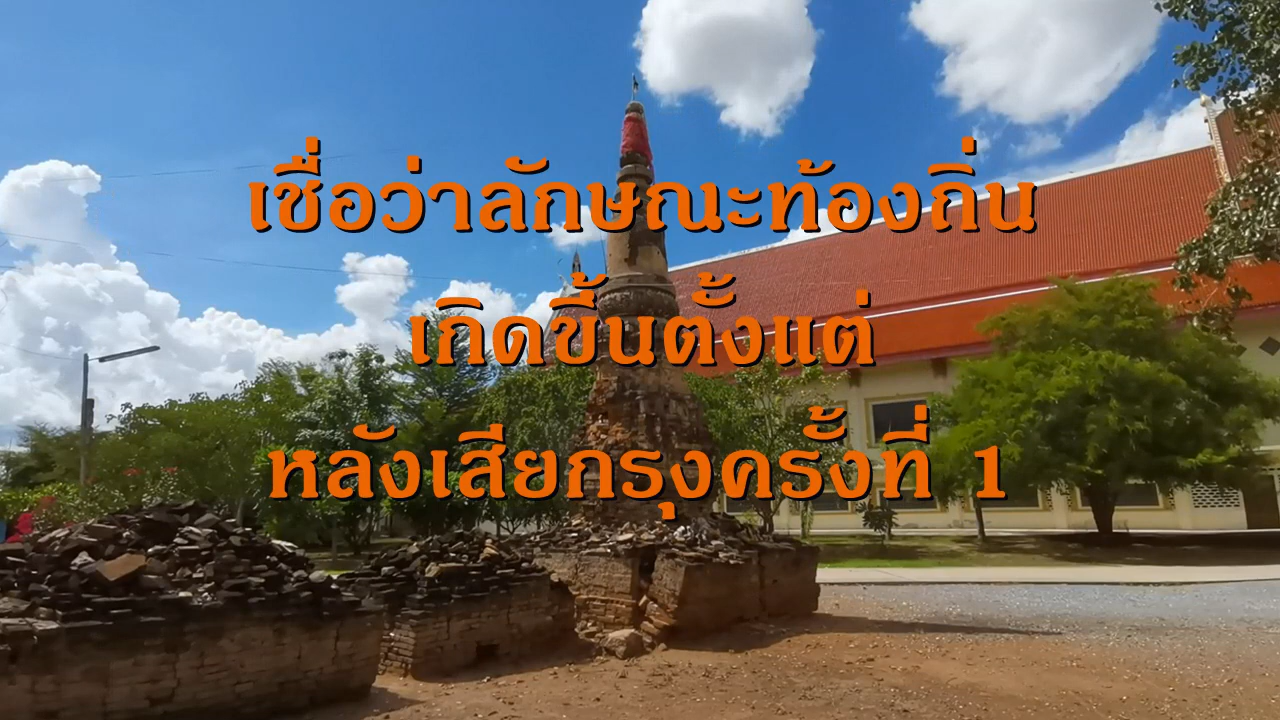 เชื่อว่าลักษณะท้องถิ่น
เกิดขึ้นตั้งแต่
หลังเสียกรุงครั้งที่ 1